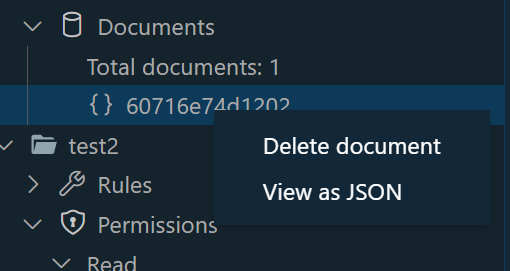 Documents
Total documents: 1
{} 60716e74d1202
Delete document
test2
View as JSON
Rules
Permissions
Read